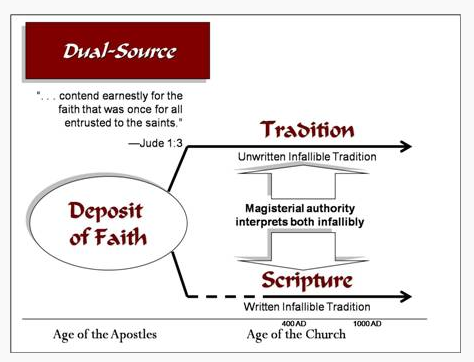 Dual-Source
". . . contend earnestly for the
faith that was once for all
entrusted to the saints."
—Jude 1:3
Tradition
Unwritten Infallible Tradition
Deposit
of Faith
Magisterial authority
interprets both infallibly
Scripture
Written Infallible Tradition
400 AD
1000 AD
Age of the Apostles
Age of the Church